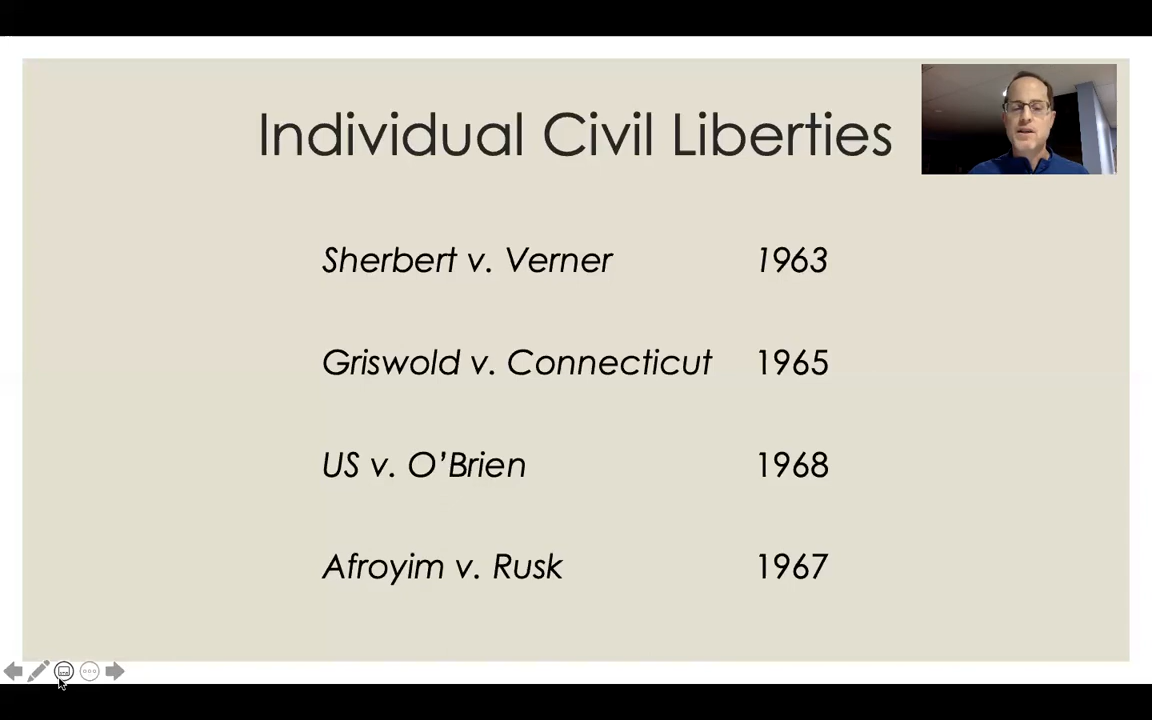 Individual Civil Liberties
Sherbert v. Verner 1963
Griswold v. Connecticut 1965
US v. O’Brien 1968
Afroyim v. Rusk 1967